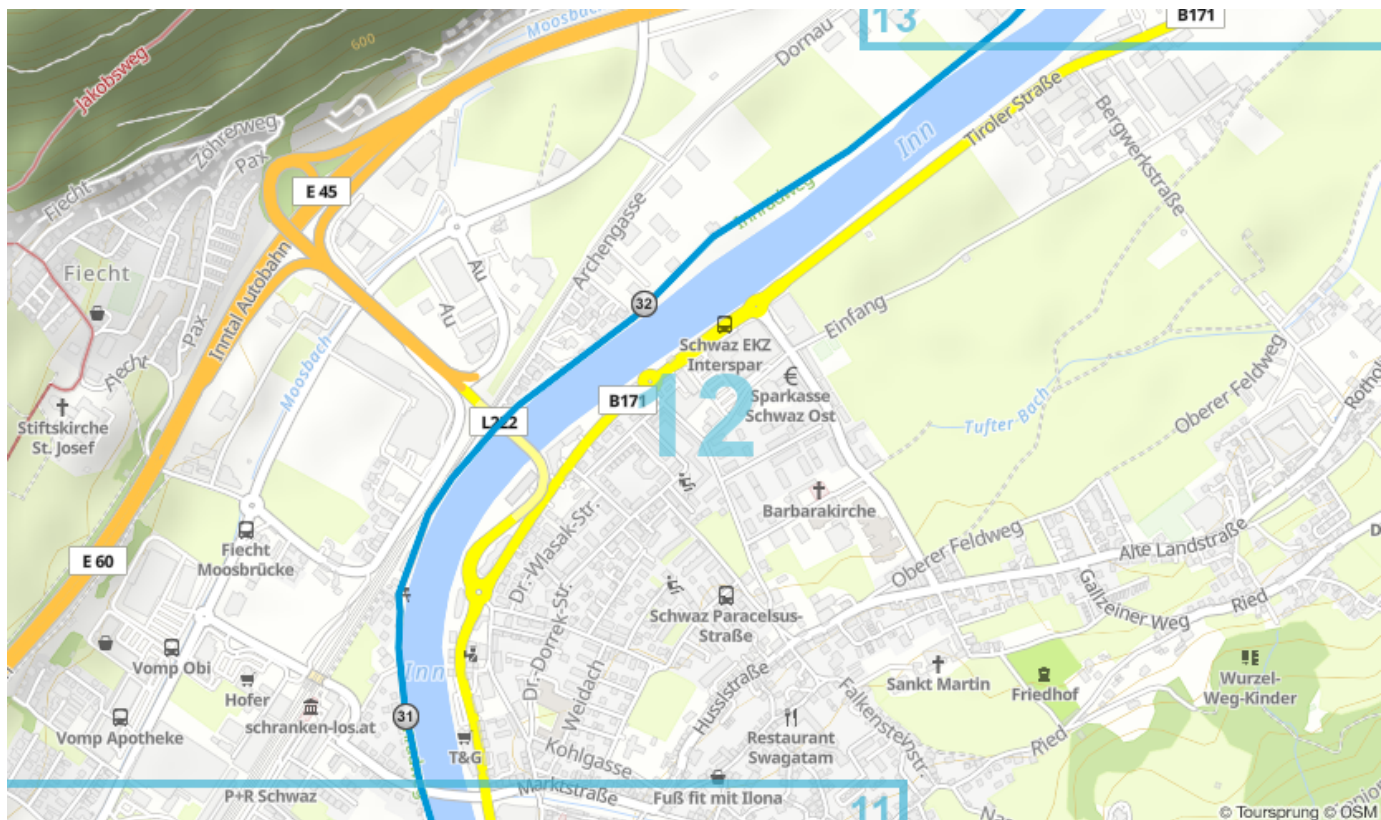 13
B171
Moosbach
600
Dornau
Jakobsweg
Inn
Tiroler Straße
Zöhrerweg
Pax
Bergwerkstraße
E 45
Fiecht
Innradweg
Archengasse
Inntal Autobahn
Fiecht
Au
Au
32
Pax
Einfang
Moosbach
Schwaz EKZ
Interspar
Fiecht
€
Sparkasse
Schwaz Ost
Oberer Feldweg
B171
12
Stiftskirche
St. Josef
Tufter Bach
Barbarakirche
Dr.-Wlasak-Str.
Fiecht
Moosbrücke
Alte Landstraße
E 60
Oberer Feldweg
Gallzeiner Weg
Ried
Schwaz Paracelsus-
Straße
Dr.-Dorrek-Str.
Vomp Obi
Inn
Weidach
Husslstraße
Sankt Martin
Friedhof
Wurzel-
Weg-Kinder
Hofer
Falkensteinstr.
31
schranken-los.at
Vomp Apotheke
Restaurant
Swagatam
Ried
T&G
Kohlgasse
P+R Schwaz
Marktstraße
Fuß fit mit Ilona
11
© Toursprung © OSM